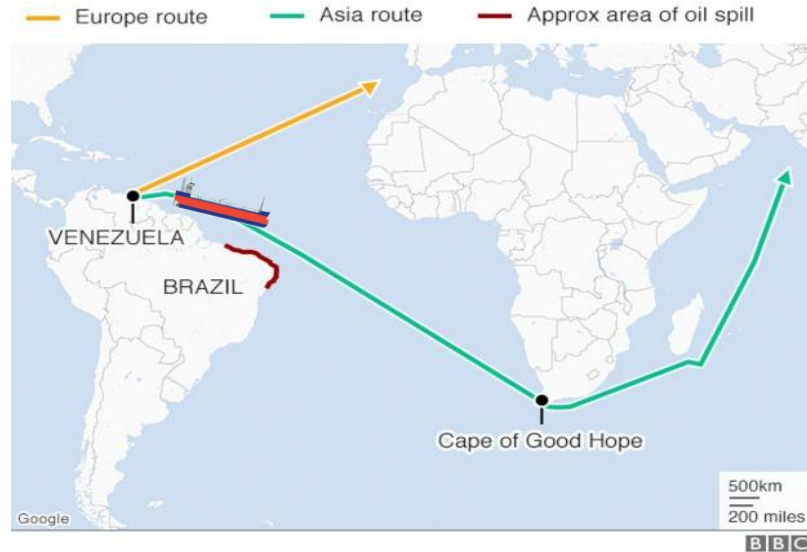 Europe route
Asia route
Approx area of oil spill
VENEZUELA
BRAZIL
Cape of Good Hope
500km
200 miles
Google
BBC